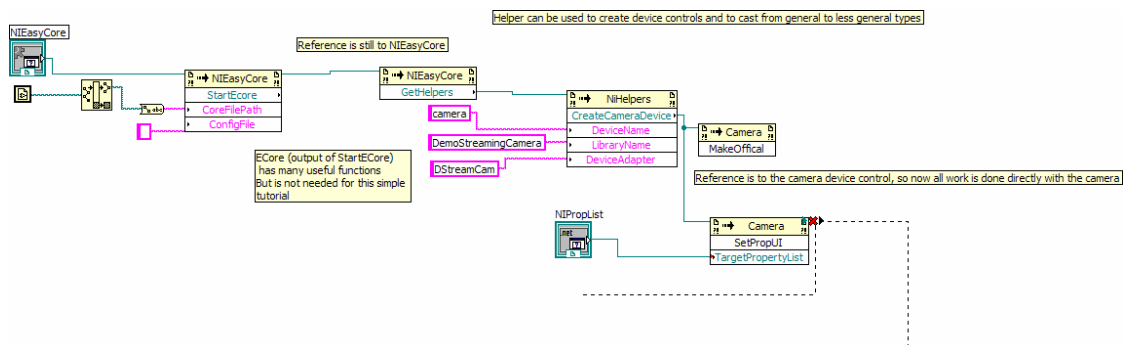 Helper can be used to create device controls and to cast from general to less general types
NIEasyCore
Reference is still to NIEasyCore
NIEasyCore
StartEcore
CoreFilePath
ConfigFile
NIEasyCore
GetHelpers
NiHelpers
CreateCameraDevice
DeviceName
LibraryName
DeviceAdapter
camera
DemoStreamingCamera
DStreamCam
Camera
MakeOffical
ECore (output of StartECore)
has many useful functions
But is not needed for this simple
tutorial
Reference is to the camera device control, so now all work is done directly with the camera
NIPropList
.net
Camera
SetPropUI
TargetPropertyList